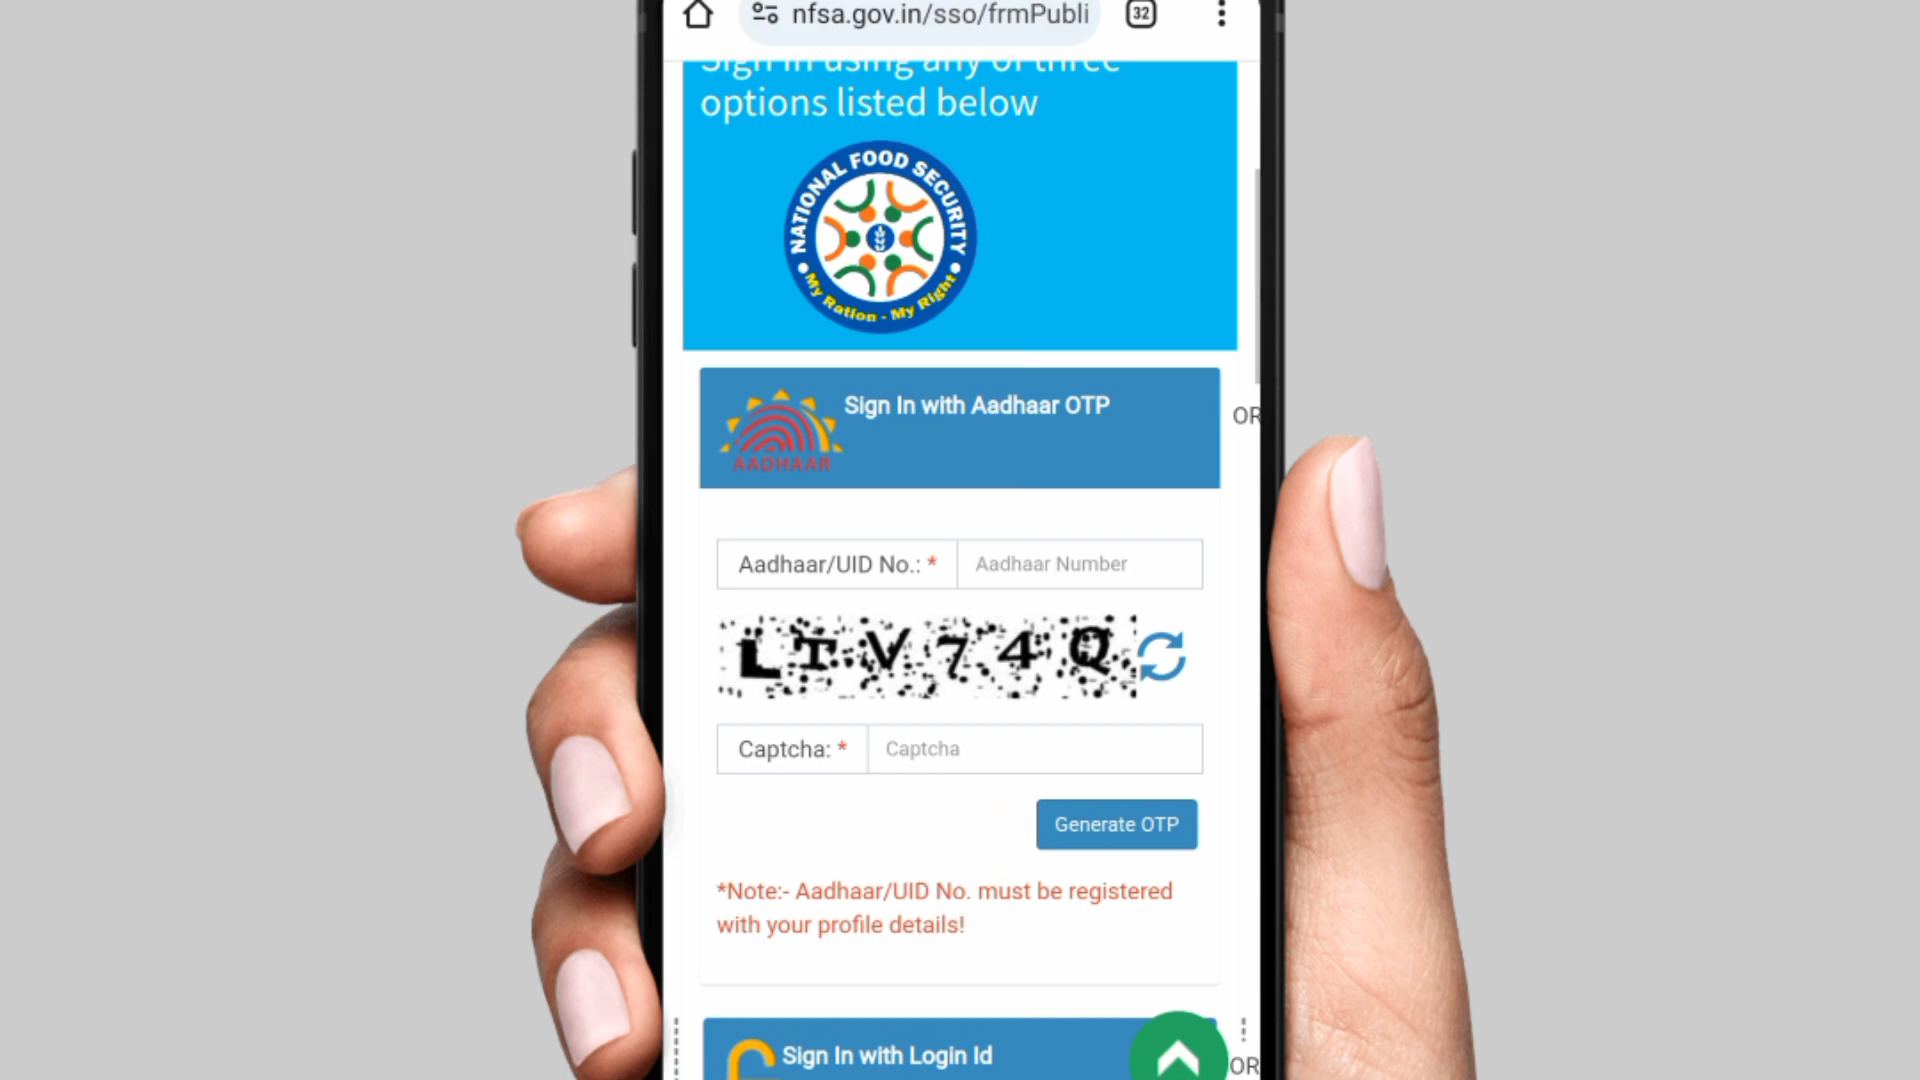 nfsa.gov.in/sso/frmPubli
32
Sign in using any of three
options listed below
NATIONAL FOOD SECURITY
My Ration - My Right
Sign In with Aadhaar OTP
AADHAAR
OR
Aadhaar/UID No.: *
Aadhaar Number
LTV74Q
Captcha: *
Captcha
Generate OTP
*Note:- Aadhaar/UID No. must be registered
with your profile details!
Sign In with Login Id
OR